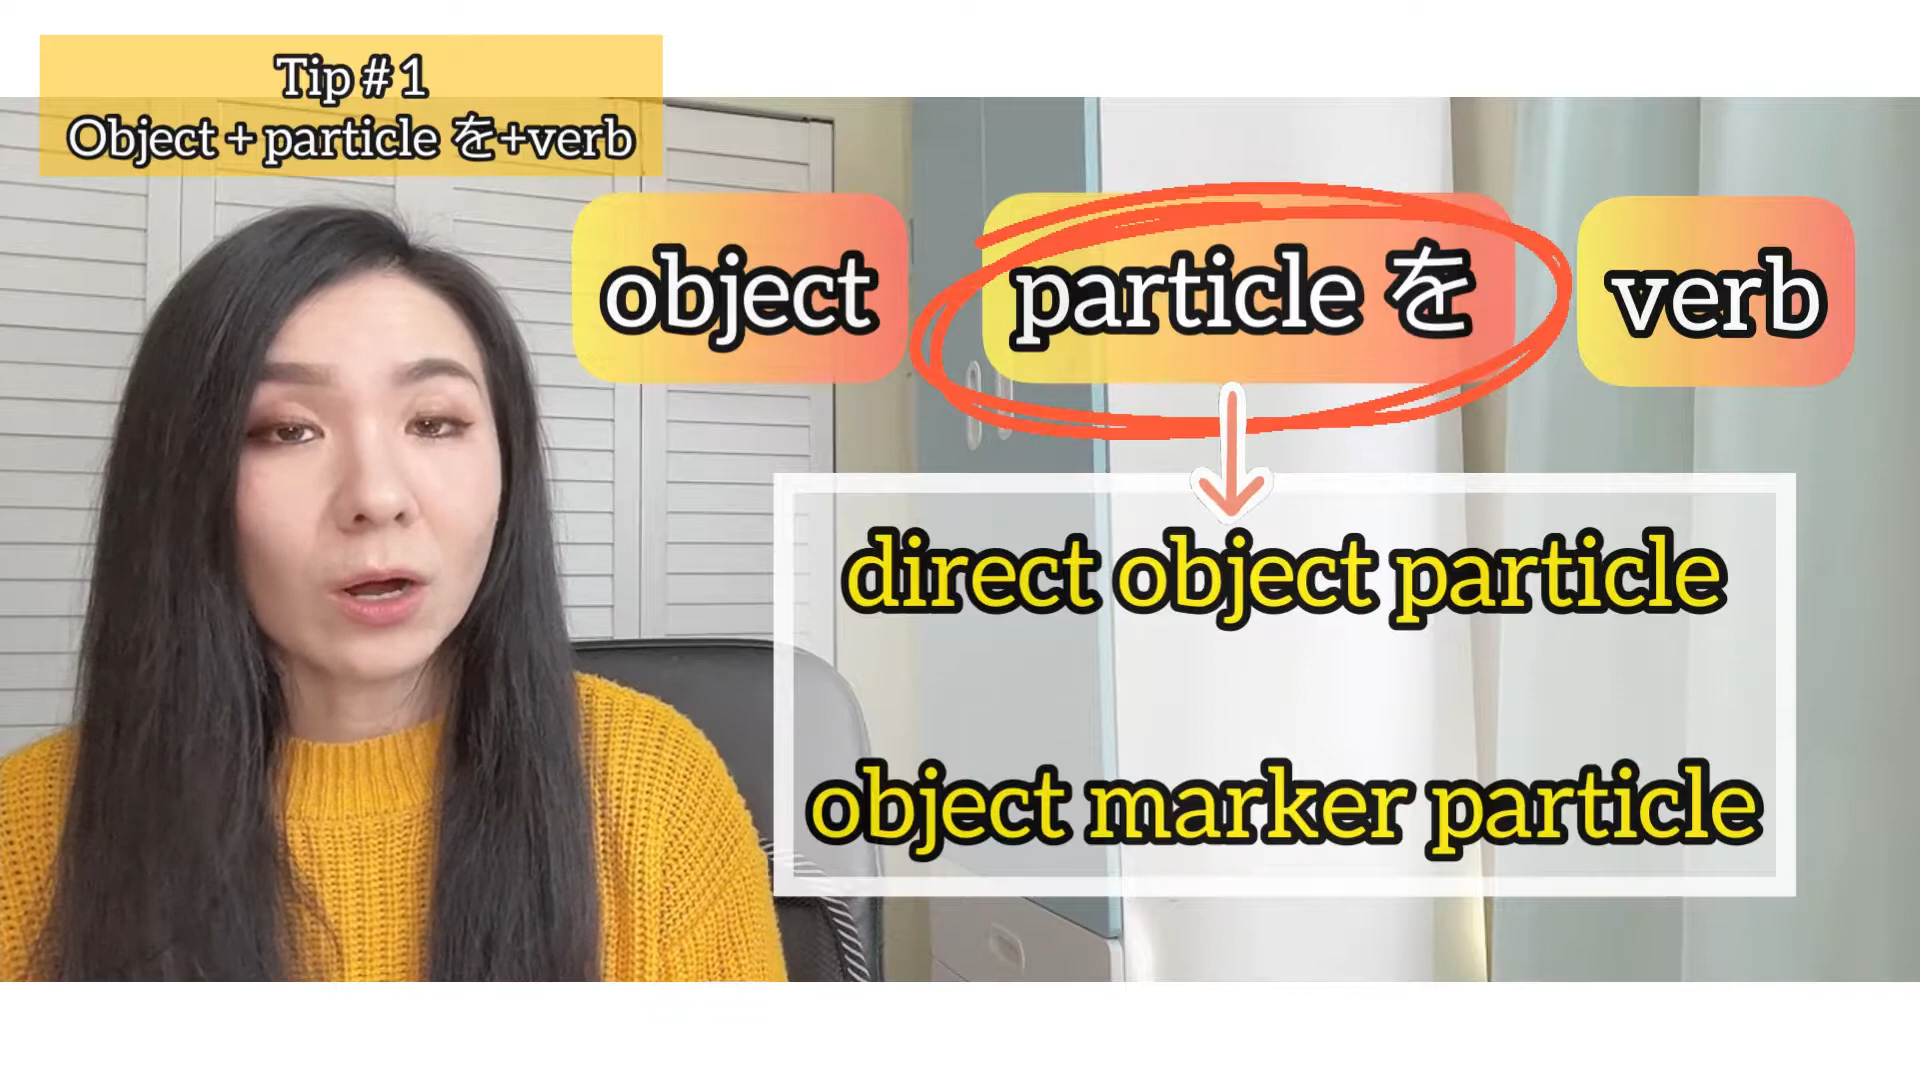 Tip # 1
Object + particle を+verb
object particle を verb
direct object particle
object marker particle